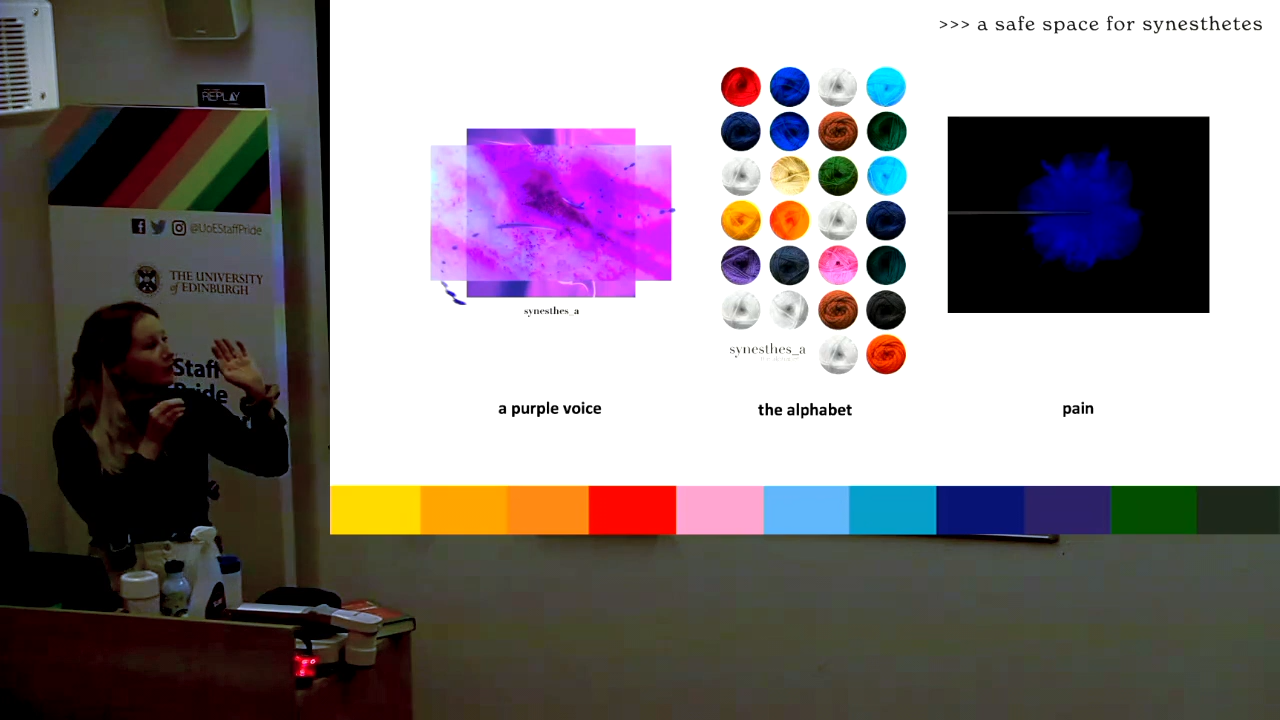 >>> a safe space for synesthetes
REPLAY
@UoEStaffPride
THE UNIVERSITY
of EDINBURGH
Staff
Pride
synesthes_a
synesthes_a
a purple voice
the alphabet
pain